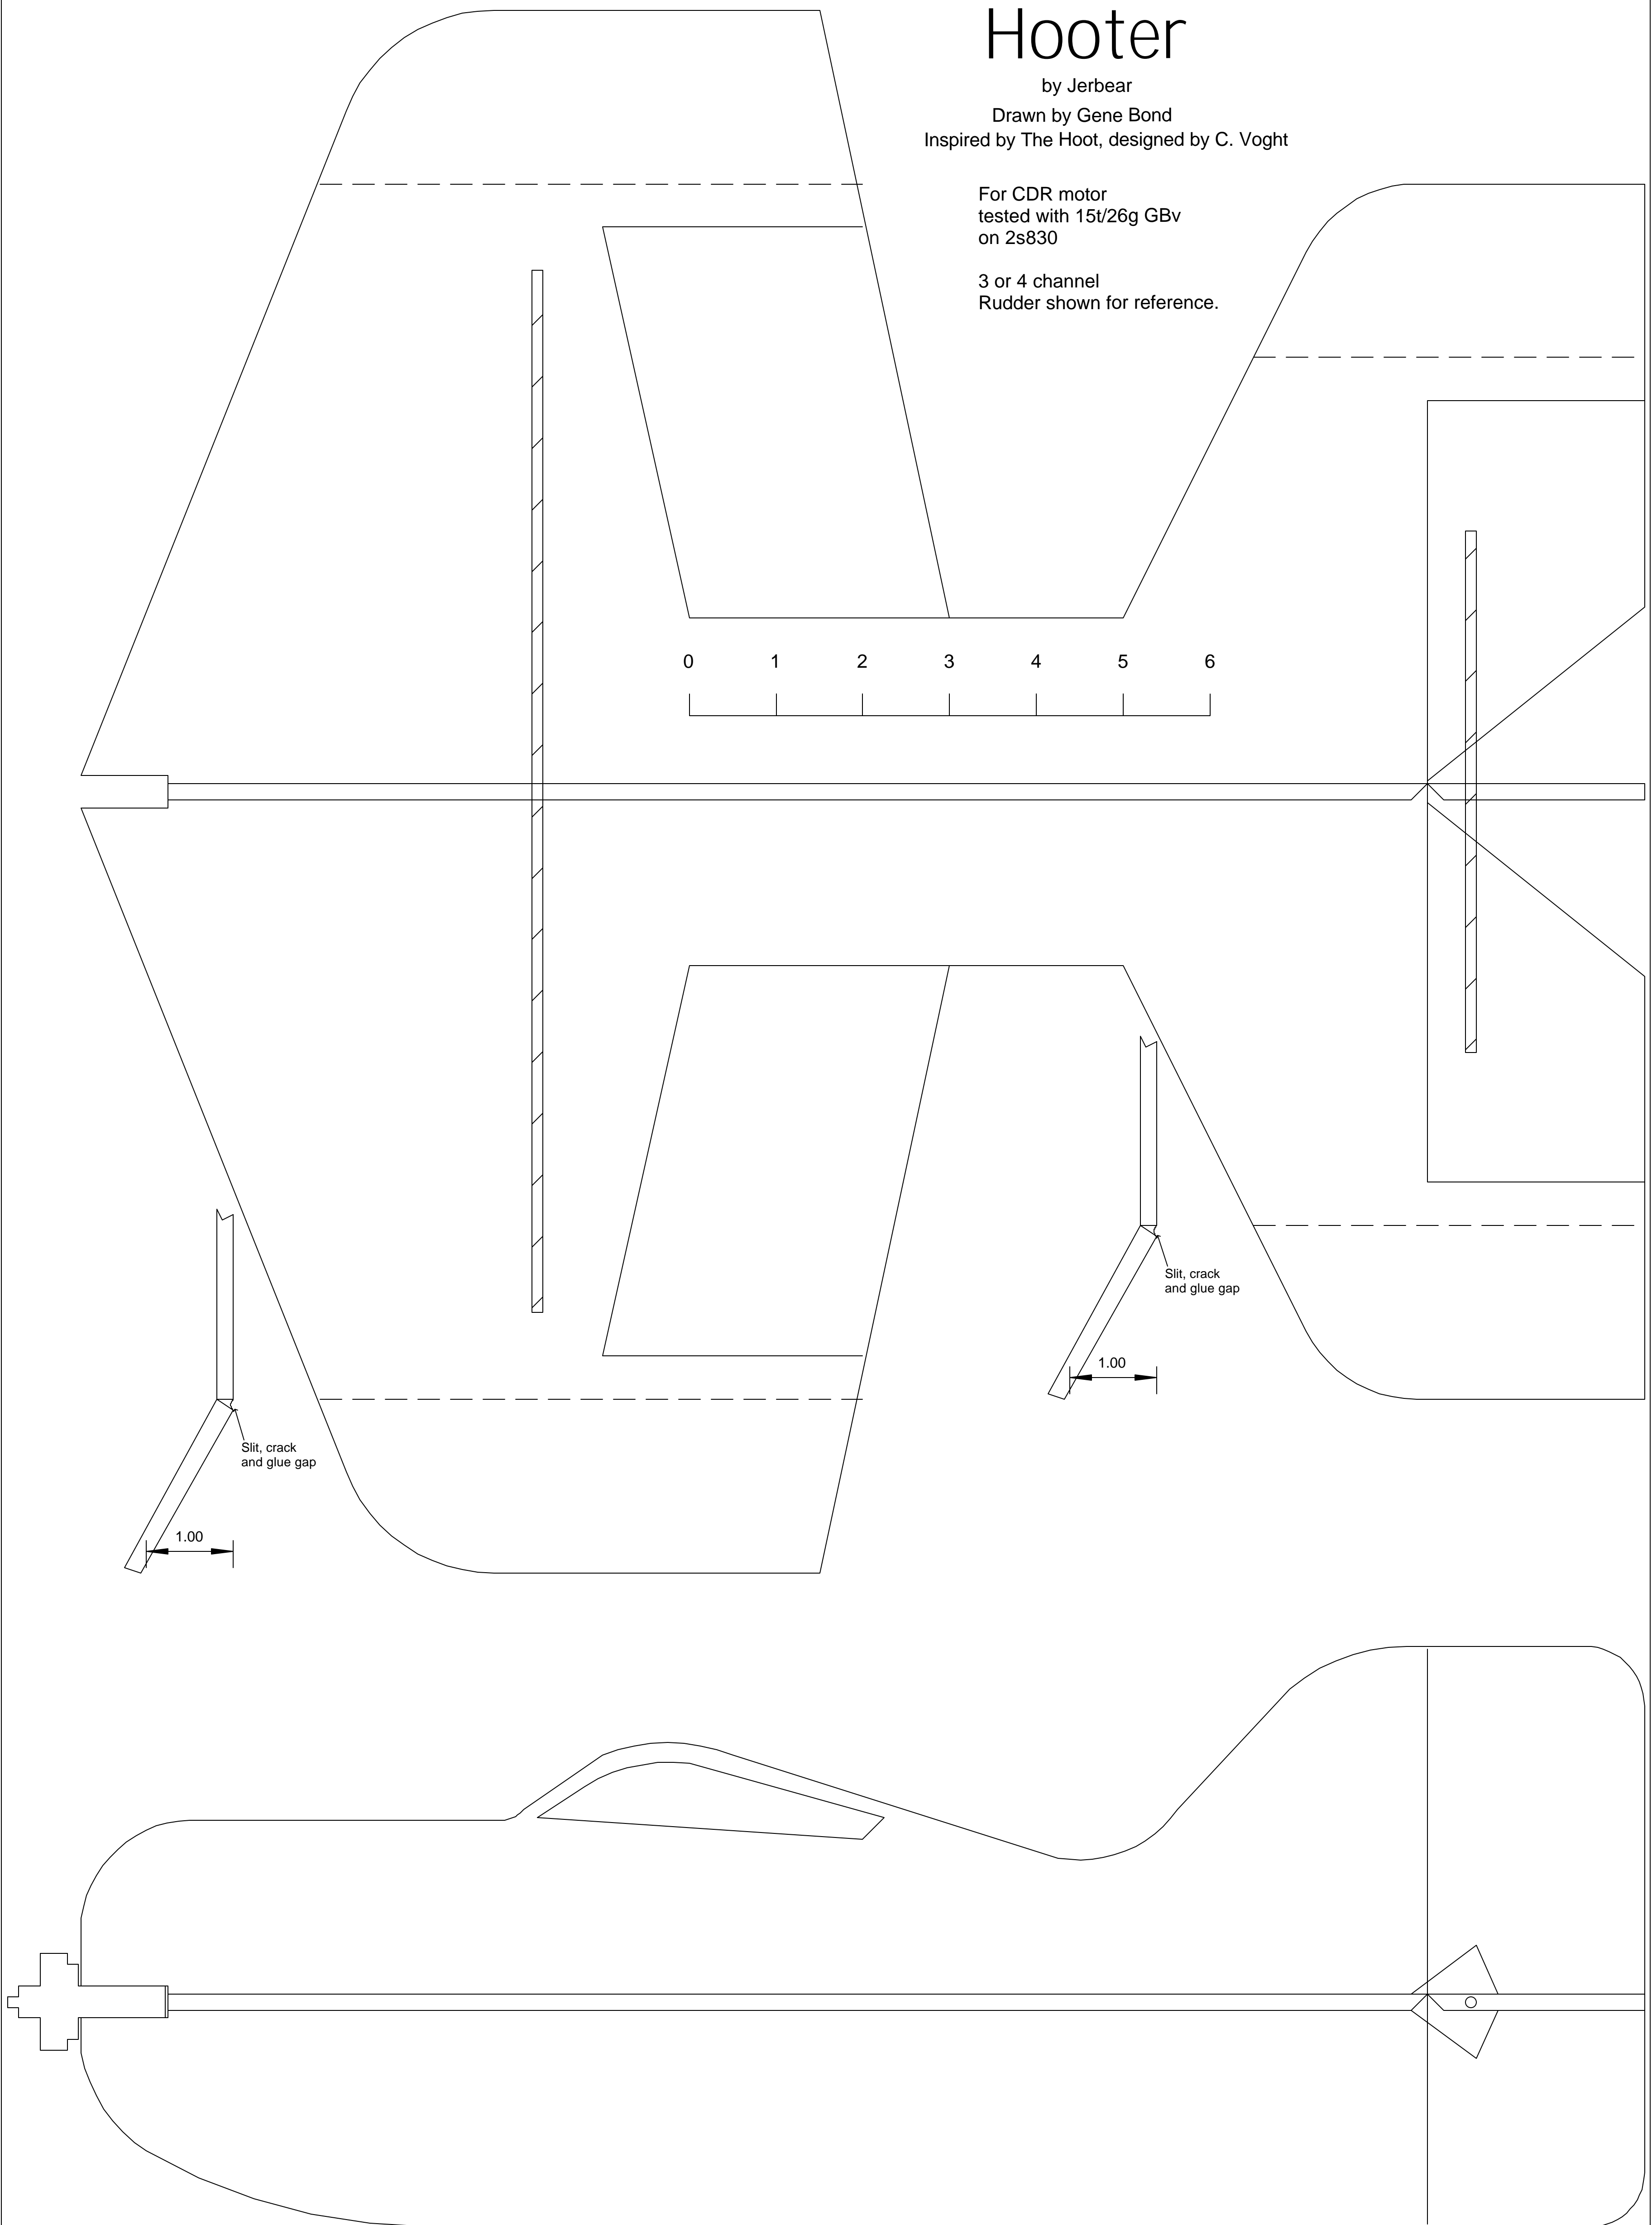 Hooter
by Jerbear
Drawn by Gene Bond
Inspired by The Hoot, designed by C. Voght
For CDR motor
tested with 15t/26g GBv
on 2s830
3 or 4 channel
Rudder shown for reference.
0 1 2 3 4 5 6
Slit, crack
and glue gap
1.00
Slit, crack
and glue gap
1.00